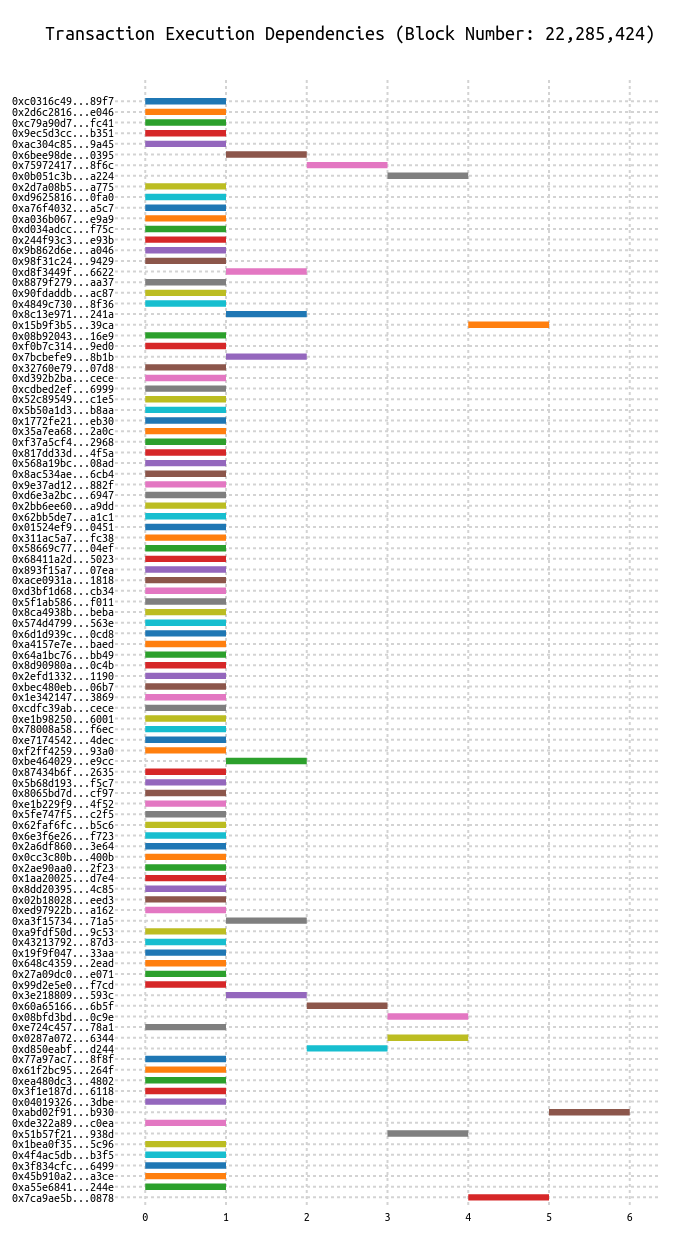 Transaction Execution Dependencies (Block Number: 22,285,424)
0xc0316c49...89f7
0x2d6c2816...e046
0xc79a90d7...fc41
0x9ec5d3cc...b351
0xac304c85...9a45
0x6bee98de...0395
0x75972417...8f6c
0x0b051c3b...a224
0x2d7a08b5...a775
0xd9625816...0fa0
0xa76f4032...a5c7
0xa036b067...e9a9
0xd034adcc...f75c
0x244f93c3...e93b
0x9b862d6e...a046
0x98f31c24...9429
0xd8f3449f...6622
0x8879f279...aa37
0x90fdaddb...ac87
0x4849c730...8f36
0x8c13e971...241a
0x15b9f3b5...39ca
0x08b92043...16e9
0xf0b7c314...9ed0
0x7bcbefe9...8b1b
0x32760e79...07d8
0xd392b2ba...cece
0xcdbed2ef...6999
0x52c89549...c1e5
0x5b50a1d3...b8aa
0x1772fe21...eb30
0x35a7ea68...2a0c
0xf37a5cf4...2968
0x817dd33d...4f5a
0x568a19bc...08ad
0x8ac534ae...6cb4
0x9e37ad12...882f
0xd6e3a2bc...6947
0x2bb6ee60...a9dd
0x62bb5de7...a1c1
0x01524ef9...0451
0x311ac5a7...fc38
0x58669c77...04ef
0x68411a2d...5023
0x893f15a7...07ea
0xace0931a...1818
0xd3bf1d68...cb34
0x5f1ab586...f011
0x8ca4938b...beba
0x574d4799...563e
0x6d1d939c...0cd8
0xa4157e7e...baed
0x64a1bc76...bb49
0x8d90980a...0c4b
0x2efd1332...1190
0xbec480eb...06b7
0x1e342147...3869
0xcdfc39ab...cece
0xe1b98250...6001
0x78008a58...f6ec
0xe7174542...4dec
0xf2ff4259...93a0
0xbe464029...e9cc
0x87434b6f...2635
0x5b68d193...f5c7
0x8065bd7d...cf97
0xe1b229f9...4f52
0x5fe747f5...c2f5
0x62faf6fc...b5c6
0x6e3f6e26...f723
0x2a6df860...3e64
0x0cc3c80b...400b
0x2ae90aa0...2f23
0x1aa20025...d7e4
0x8dd20395...4c85
0x02b18028...eed3
0xed97922b...a162
0xa3f15734...71a5
0xa9fdf50d...9c53
0x43213792...87d3
0x19f9f047...33aa
0x648c4359...2ead
0x27a09dc0...e071
0x99d2e5e0...f7cd
0x3e218809...593c
0x60a65166...6b5f
0x08bfd3bd...0c9e
0xe724c457...78a1
0x0287a072...6344
0xd850eabf...d244
0x77a97ac7...8f8f
0x61f2bc95...264f
0xea480dc3...4802
0x3f1e187d...6118
0x04019326...3dbe
0xabd02f91...b930
0xde322a89...c0ea
0x51b57f21...938d
0x1bea0f35...5c96
0x4f4ac5db...b3f5
0x3f834cfc...6499
0x45b910a2...a3ce
0xa55e6841...244e
0x7ca9ae5b...0878
0 1 2 3 4 5 6